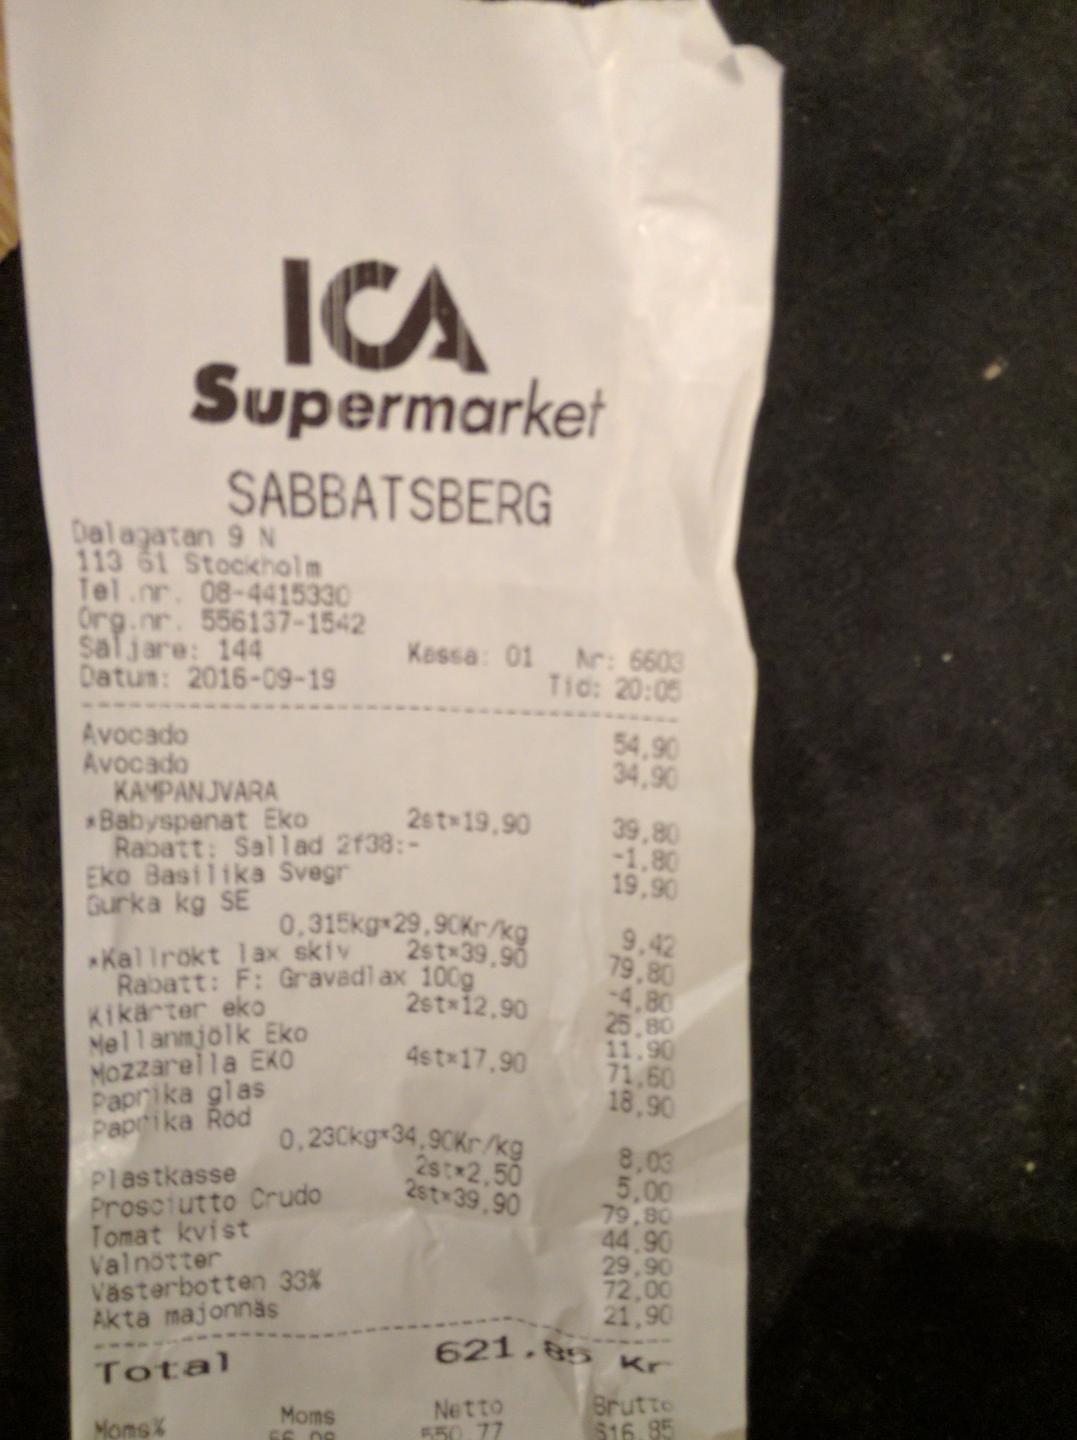 ICA
Supermarket
SABBATSBERG
Dalagatan 9 N
113 61 Stockholm
Tel.nr. 08-4415330
Org.nr. 556137-1542
Säljare: 144 Kassa: 01 Nr: 6603
Datum: 2016-09-19 Tid: 20:05
Avocado 54,90
Avocado 34,90
KAMPANJVARA
*Babyspenat Eko 2st*19,90 39,80
Rabatt: Sallad 2f38:- -1,80
Eko Basilika Svegr 19,90
Gurka kg SE
0,315kg*29,90Kr/kg 9,42
*Kallrökt lax skiv 2st*39,90 79,80
Rabatt: F: Gravadlax 100g -4,80
Kikärter eko 2st*12,90 25,80
Mellanmjölk Eko 11,90
Mozzarella EKO 4st*17,90 71,60
Paprika glas 18,90
Paprika Röd
0,230kg*34,90Kr/kg 8,03
Plastkasse 2st*2,50 5,00
Prosciutto Crudo 2st*39,90 79,80
Tomat kvist 44,90
Valnötter 29,90
Västerbotten 33% 72,00
Äkta majonnäs 21,90
Total 621.85 Kr
Moms% Moms Netto Brutto
66,08 550,77 616,85